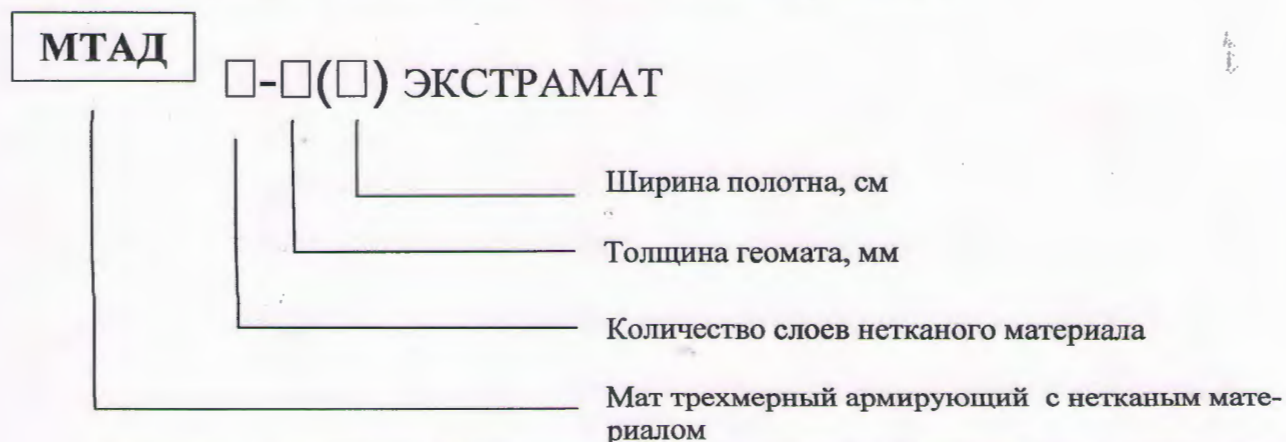 МТАД
□-□(□) ЭКСТРАМАТ
Ширина полотна, см
Толщина геомата, мм
Количество слоев нетканого материала
Мат трехмерный армирующий с нетканым мате-
риалом